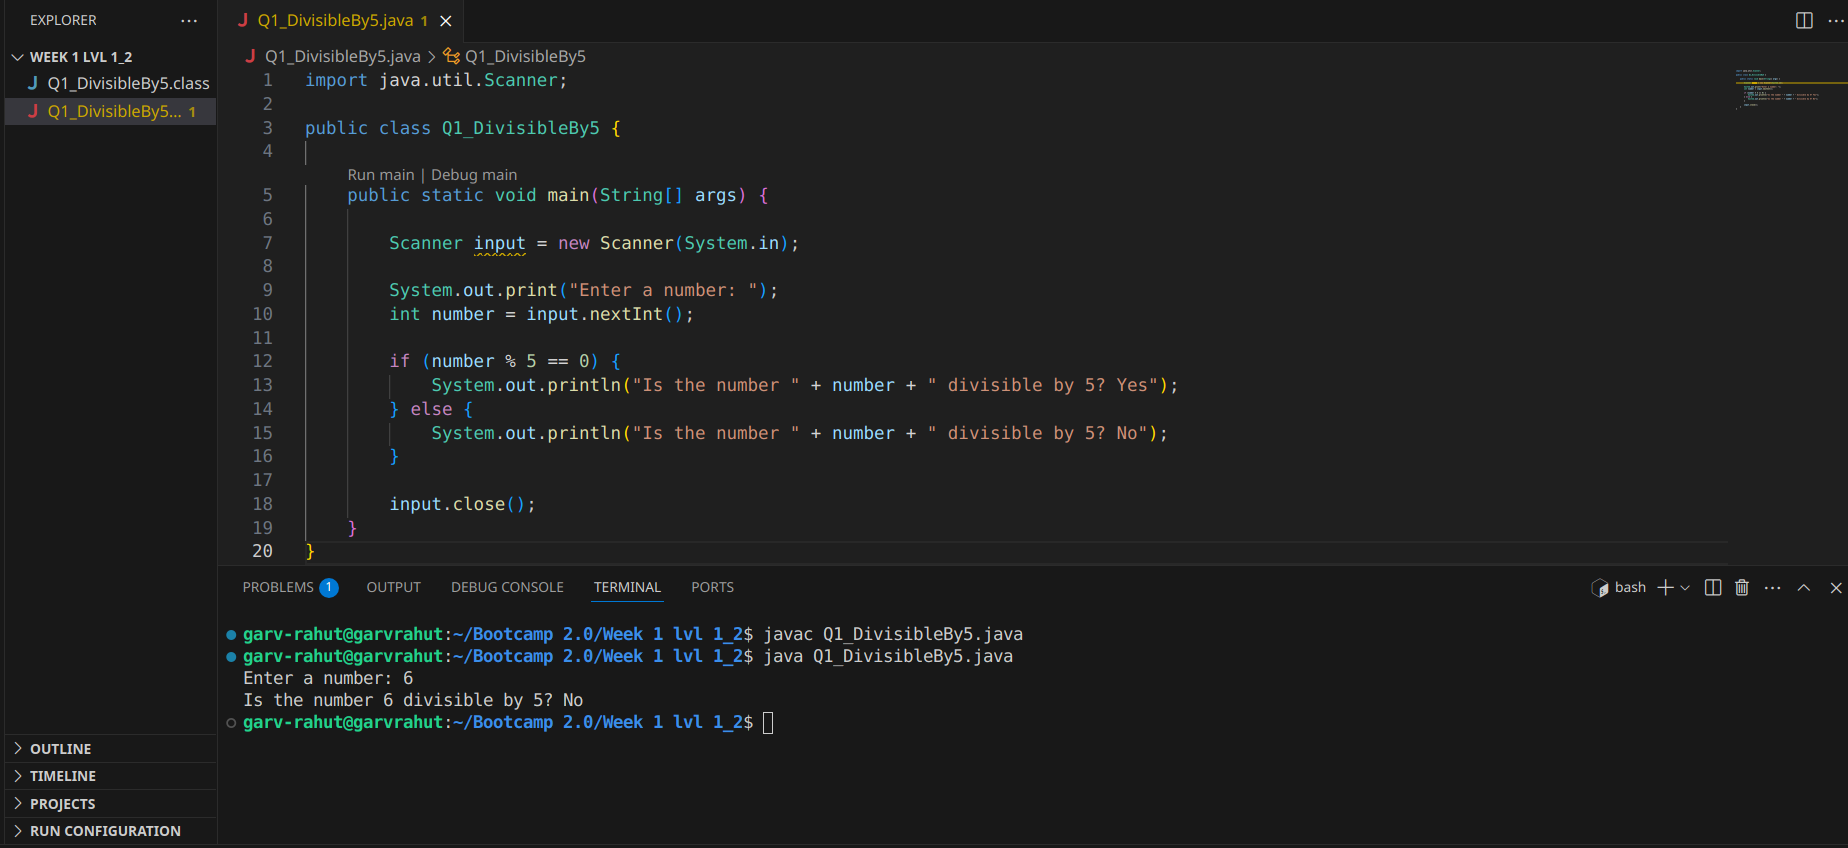 EXPLORER
WEEK 1 LVL 1_2
J Q1_DivisibleBy5.class
J Q1_DivisibleBy5... 1
OUTLINE
TIMELINE
PROJECTS
RUN CONFIGURATION
J Q1_DivisibleBy5.java 1
J Q1_DivisibleBy5.java > Q1_DivisibleBy5
1 import java.util.Scanner;
2
3 public class Q1_DivisibleBy5 {
4
Run main | Debug main
5 public static void main(String[] args) {
6
7 Scanner input = new Scanner(System.in);
8
9 System.out.print("Enter a number: ");
10 int number = input.nextInt();
11
12 if (number % 5 == 0) {
13 System.out.println("Is the number " + number + " divisible by 5? Yes");
14 } else {
15 System.out.println("Is the number " + number + " divisible by 5? No");
16 }
17
18 input.close();
19 }
20 }
PROBLEMS 1 OUTPUT DEBUG CONSOLE TERMINAL PORTS bash
garv-rahut@garvrahut:~/Bootcamp 2.0/Week 1 lvl 1_2$ javac Q1_DivisibleBy5.java
garv-rahut@garvrahut:~/Bootcamp 2.0/Week 1 lvl 1_2$ java Q1_DivisibleBy5.java
Enter a number: 6
Is the number 6 divisible by 5? No
garv-rahut@garvrahut:~/Bootcamp 2.0/Week 1 lvl 1_2$